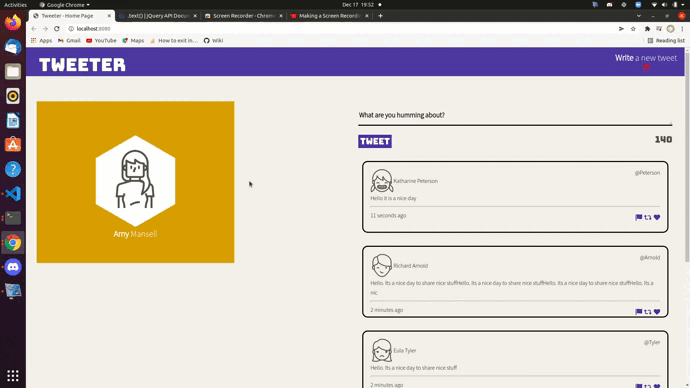 Activities Google Chrome Dec 17 19:52
Tweeter - Home Page
.text() | jQuery API Docu
Screen Recorder - Chrom
Making a Screen Recordi
localhost:8080
Apps Gmail YouTube Maps How to exit in... Wiki Reading list
TWEETER
Write a new tweet
What are you humming about?
TWEET 140
Amy Mansell
Katharine Peterson @Peterson
Hello it is a nice day
11 seconds ago
Richard Arnold @Arnold
Hello. Its a nice day to share nice stuffHello. Its a nice day to share nice stuffHello. Its a nice day to share nice stuffHello. Its a
nic
2 minutes ago
Eula Tyler @Tyler
Hello. Its a nice day to share nice stuff
2 minutes ago